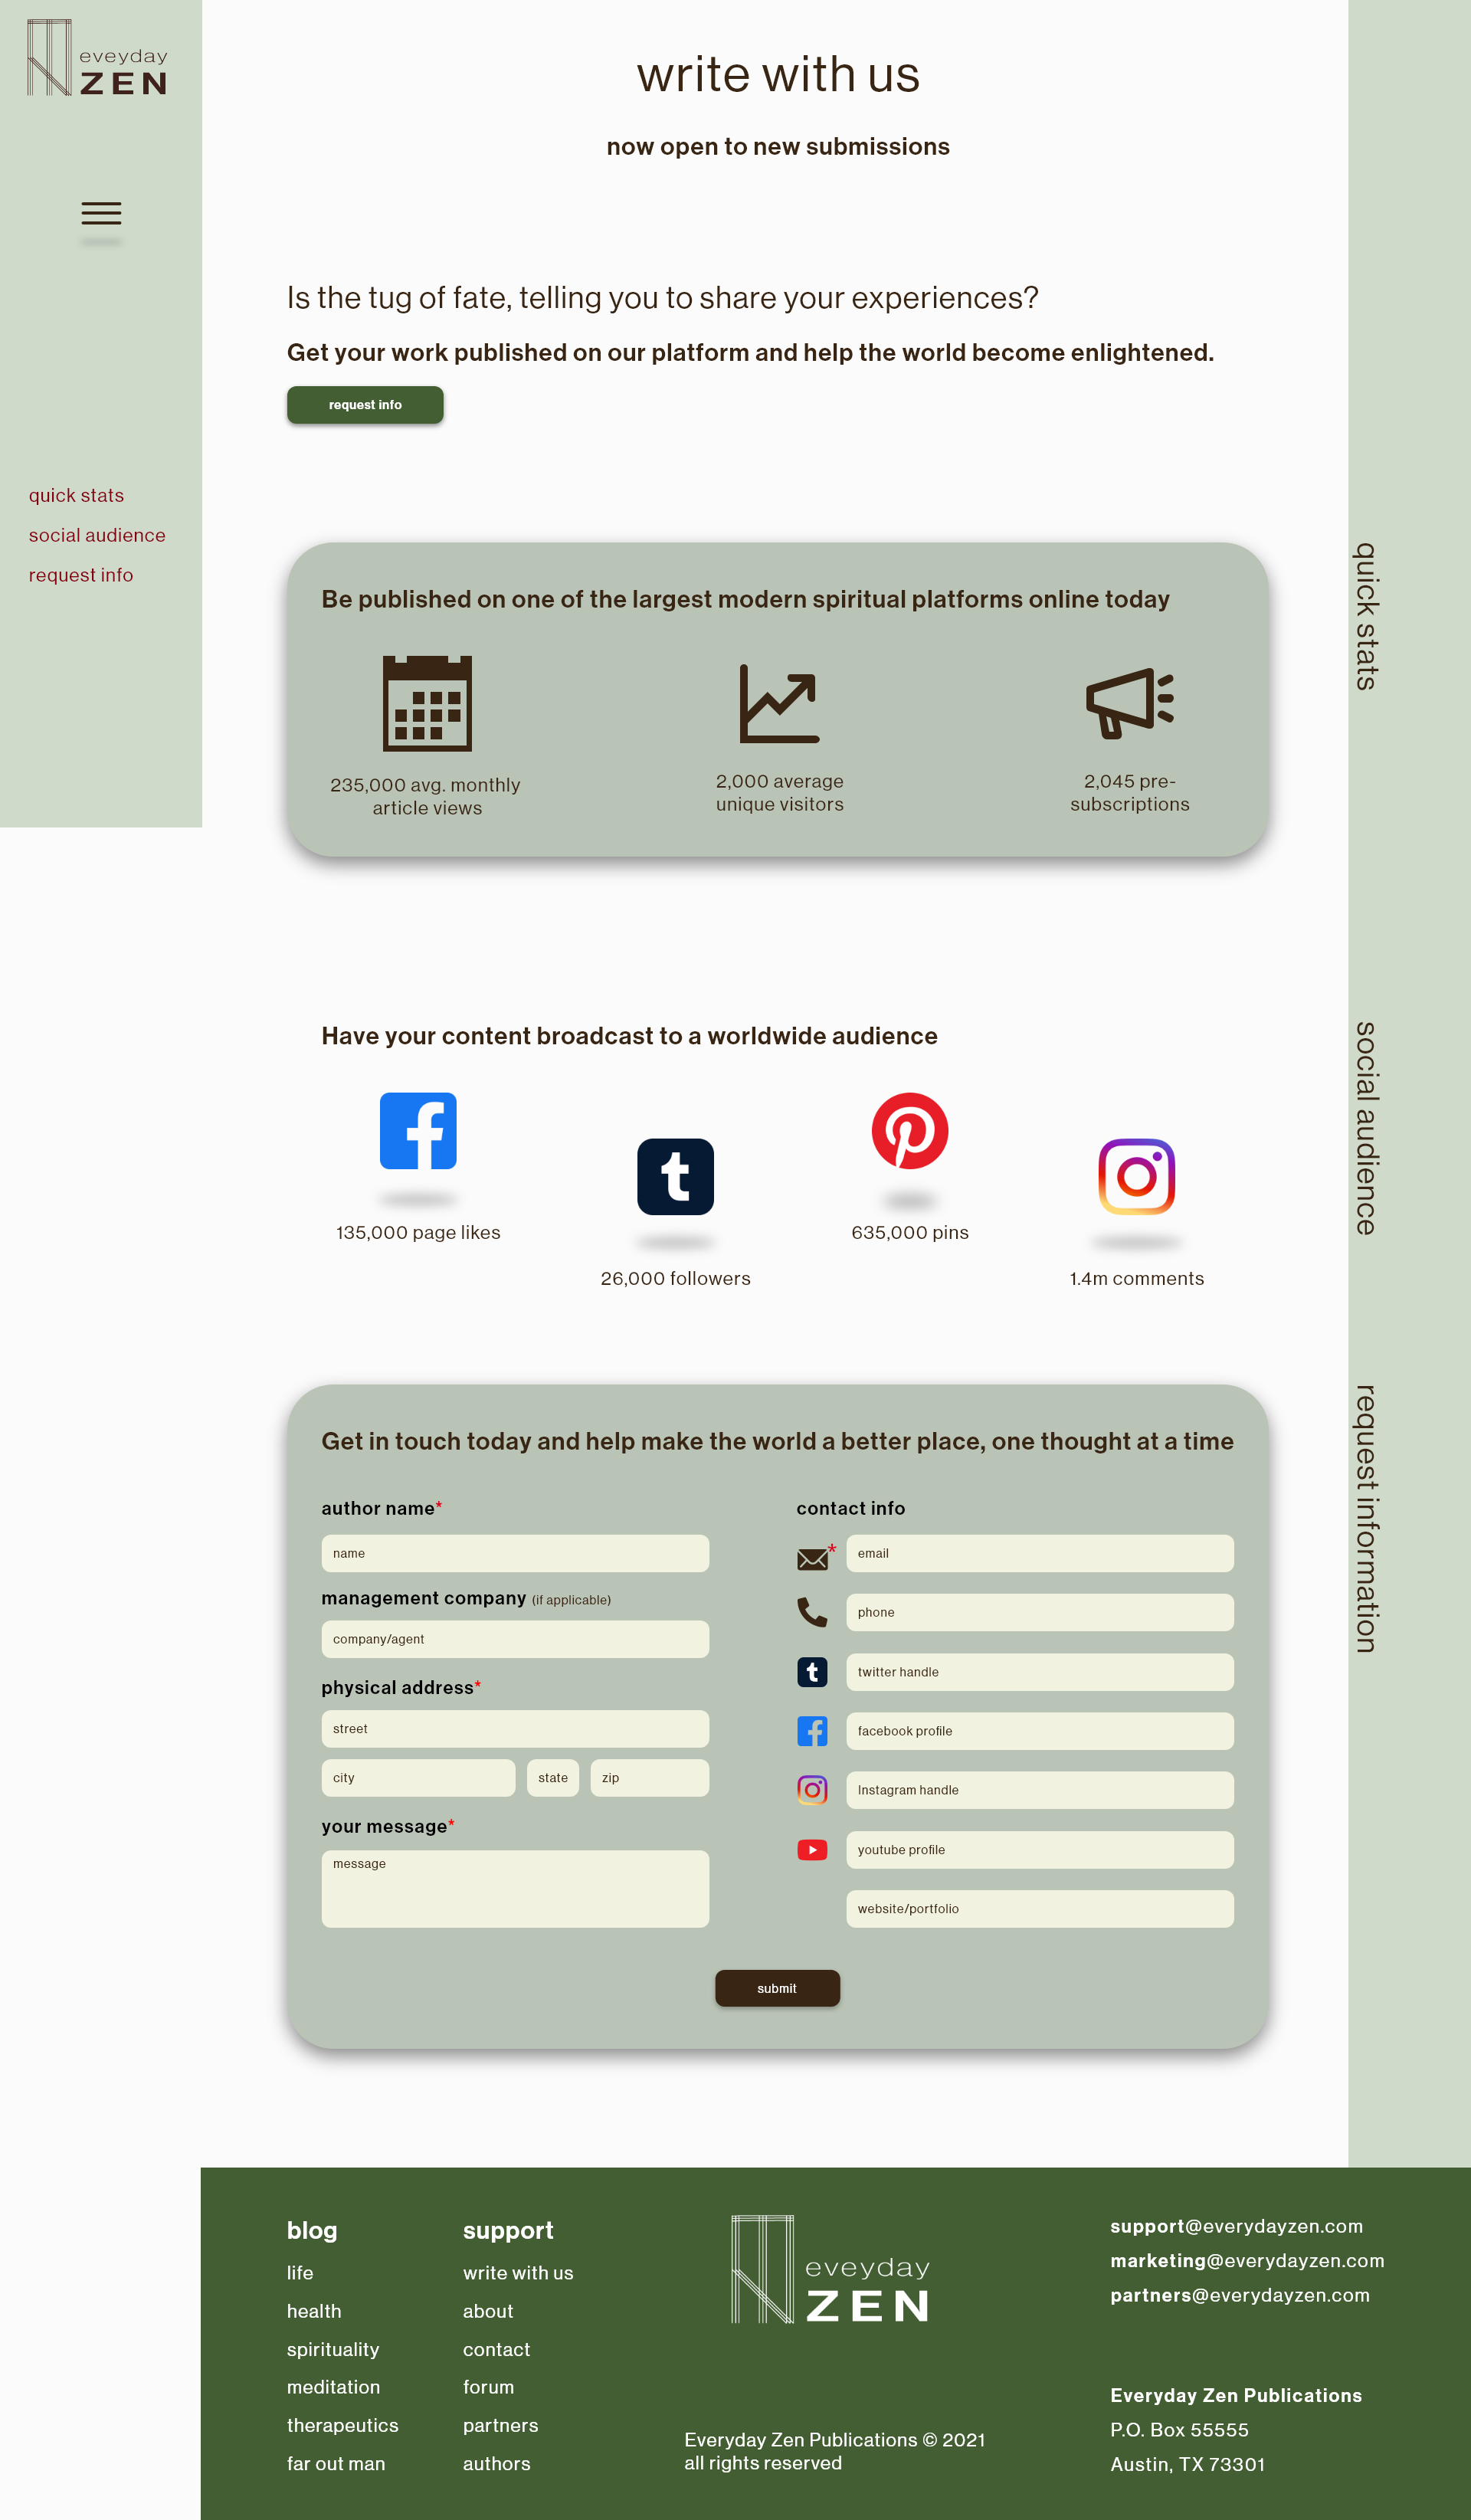 eveyday
ZEN
quick stats
social audience
request info
write with us
now open to new submissions
Is the tug of fate, telling you to share your experiences?
Get your work published on our platform and help the world become enlightened.
request info
quick stats
Be published on one of the largest modern spiritual platforms online today
235,000 avg. monthly
article views
2,000 average
unique visitors
2,045 pre-
subscriptions
social audience
Have your content broadcast to a worldwide audience
135,000 page likes
26,000 followers
635,000 pins
1.4m comments
request information
Get in touch today and help make the world a better place, one thought at a time
author name*
name
management company (if applicable)
company/agent
physical address*
street
city
state
zip
your message*
message
contact info
*
email
phone
twitter handle
facebook profile
Instagram handle
youtube profile
website/portfolio
submit
blog
life
health
spirituality
meditation
therapeutics
far out man
support
write with us
about
contact
forum
partners
authors
eveyday
ZEN
Everyday Zen Publications © 2021
all rights reserved
support@everydayzen.com
marketing@everydayzen.com
partners@everydayzen.com
Everyday Zen Publications
P.O. Box 55555
Austin, TX 73301